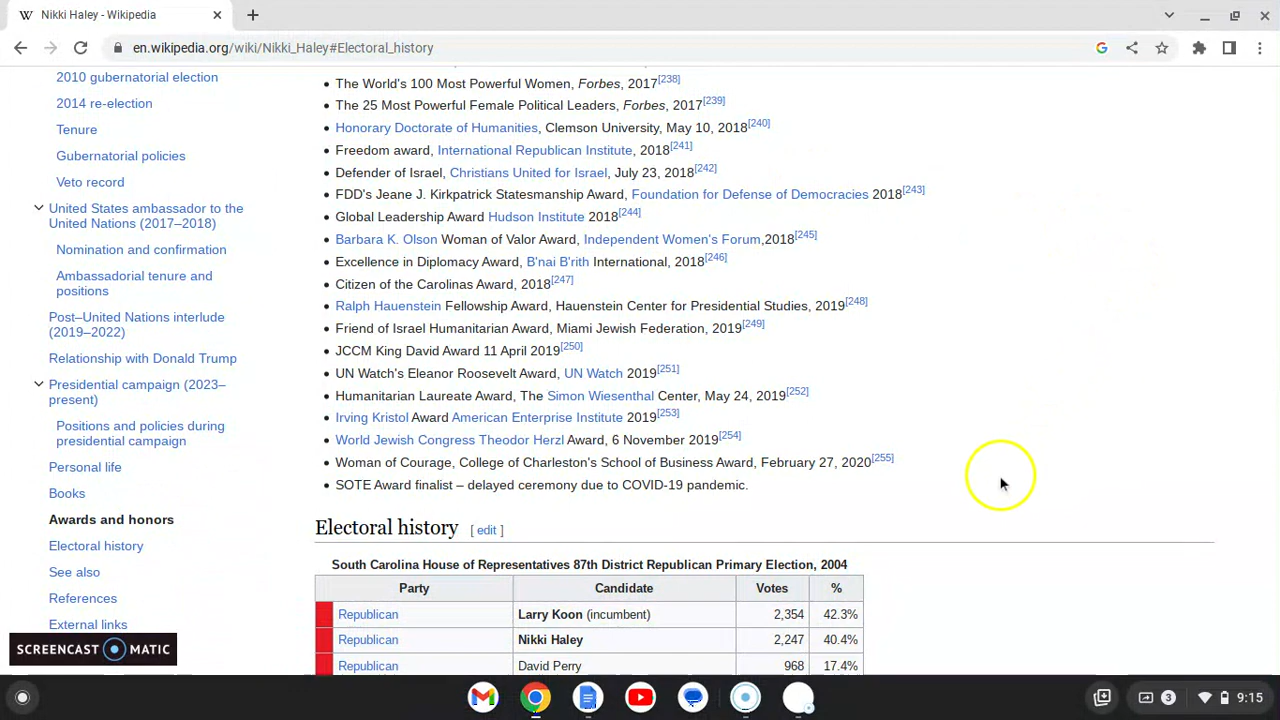 Nikki Haley - Wikipedia
en.wikipedia.org/wiki/Nikki_Haley#Electoral_history
2010 gubernatorial election
2014 re-election
Tenure
Gubernatorial policies
Veto record
United States ambassador to the
United Nations (2017–2018)
Nomination and confirmation
Ambassadorial tenure and
positions
Post–United Nations interlude
(2019–2022)
Relationship with Donald Trump
Presidential campaign (2023–
present)
Positions and policies during
presidential campaign
Personal life
Books
Awards and honors
Electoral history
See also
References
External links
The World's 100 Most Powerful Women, Forbes, 2017[238]
The 25 Most Powerful Female Political Leaders, Forbes, 2017[239]
Honorary Doctorate of Humanities, Clemson University, May 10, 2018[240]
Freedom award, International Republican Institute, 2018[241]
Defender of Israel, Christians United for Israel, July 23, 2018[242]
FDD's Jeane J. Kirkpatrick Statesmanship Award, Foundation for Defense of Democracies 2018[243]
Global Leadership Award Hudson Institute 2018[244]
Barbara K. Olson Woman of Valor Award, Independent Women's Forum,2018[245]
Excellence in Diplomacy Award, B'nai B'rith International, 2018[246]
Citizen of the Carolinas Award, 2018[247]
Ralph Hauenstein Fellowship Award, Hauenstein Center for Presidential Studies, 2019[248]
Friend of Israel Humanitarian Award, Miami Jewish Federation, 2019[249]
JCCM King David Award 11 April 2019[250]
UN Watch's Eleanor Roosevelt Award, UN Watch 2019[251]
Humanitarian Laureate Award, The Simon Wiesenthal Center, May 24, 2019[252]
Irving Kristol Award American Enterprise Institute 2019[253]
World Jewish Congress Theodor Herzl Award, 6 November 2019[254]
Woman of Courage, College of Charleston's School of Business Award, February 27, 2020[255]
SOTE Award finalist – delayed ceremony due to COVID-19 pandemic.
Electoral history [ edit ]
South Carolina House of Representatives 87th District Republican Primary Election, 2004
Party Candidate Votes %
Republican Larry Koon (incumbent) 2,354 42.3%
Republican Nikki Haley 2,247 40.4%
Republican David Perry 968 17.4%
SCREENCAST MATIC
3 9:15